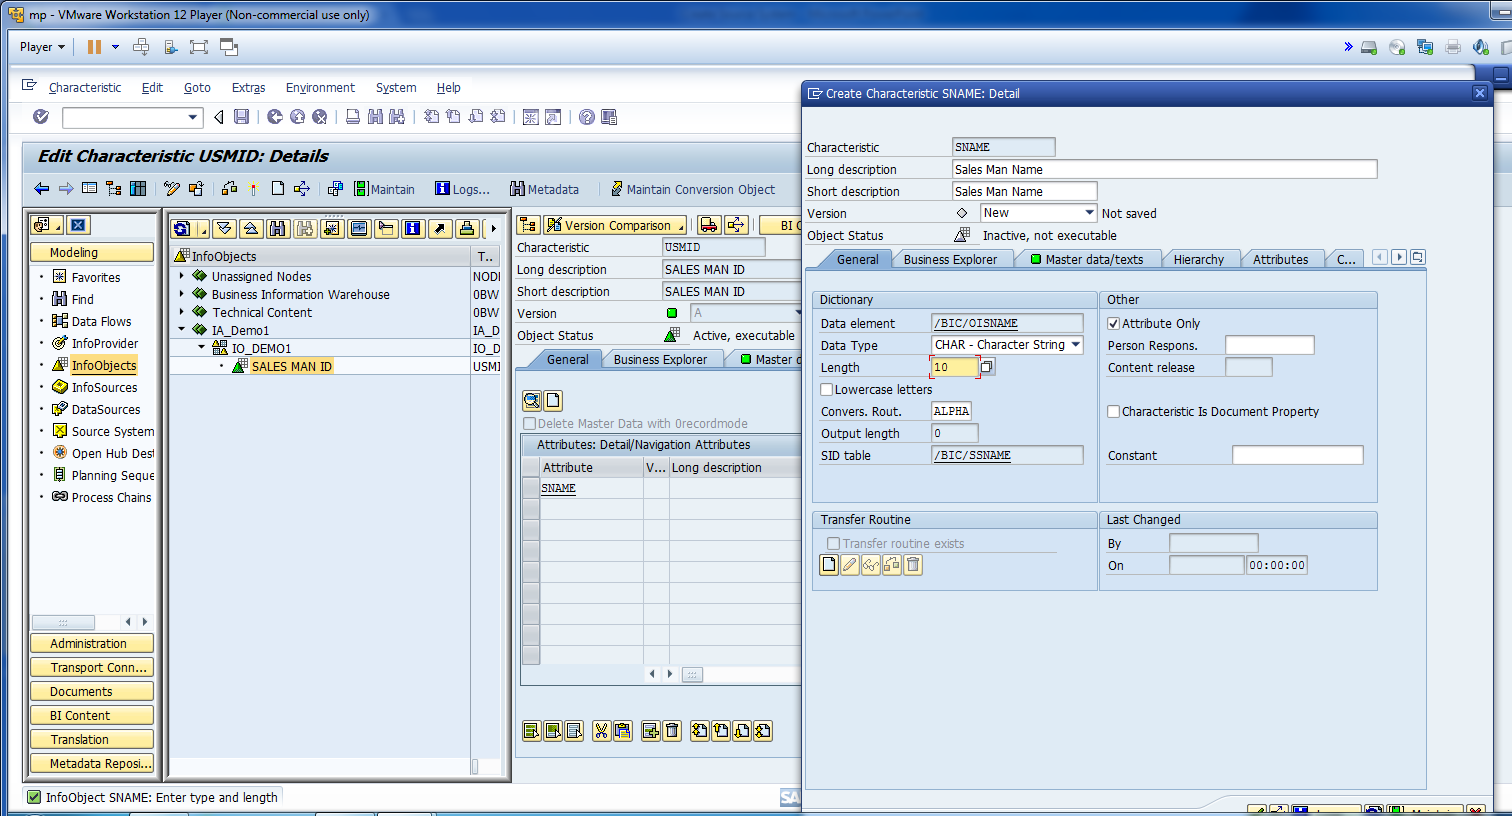 mp - VMware Workstation 12 Player (Non-commercial use only)
Player
Characteristic Edit Goto Extras Environment System Help
Edit Characteristic USMID: Details
Maintain Logs... Metadata Maintain Conversion Object
Modeling
Favorites
Find
Data Flows
InfoProvider
InfoObjects
InfoSources
DataSources
Source System
Open Hub Dest
Planning Seque
Process Chains
Administration
Transport Conn...
Documents
BI Content
Translation
Metadata Reposi...
InfoObjects T..
Unassigned Nodes NODE
Business Information Warehouse 0BW
Technical Content 0BW
IA_Demo1 IA_D
IO_DEMO1 IO_D
SALES MAN ID USMI
Version Comparison BI C
Characteristic USMID
Long description SALES MAN ID
Short description SALES MAN ID
Version A
Object Status Active, executable
General Business Explorer Master d
Delete Master Data with 0recordmode
Attributes: Detail/Navigation Attributes
Attribute V... Long description
SNAME
InfoObject SNAME: Enter type and length
SA
Create Characteristic SNAME: Detail
Characteristic SNAME
Long description Sales Man Name
Short description Sales Man Name
Version New Not saved
Object Status Inactive, not executable
General Business Explorer Master data/texts Hierarchy Attributes C...
Dictionary
Data element /BIC/OISNAME
Data Type CHAR - Character String
Length 10
Lowercase letters
Convers. Rout. ALPHA
Output length 0
SID table /BIC/SSNAME
Other
Attribute Only
Person Respons.
Content release
Characteristic Is Document Property
Constant
Transfer Routine
Transfer routine exists
Last Changed
By
On 00:00:00